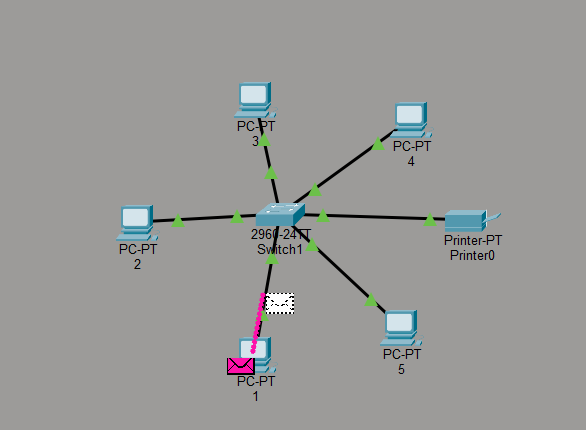 PC-PT
3
PC-PT
4
PC-PT
2
2960-24TT
Switch1
Printer-PT
Printer0
PC-PT
5
PC-PT
1